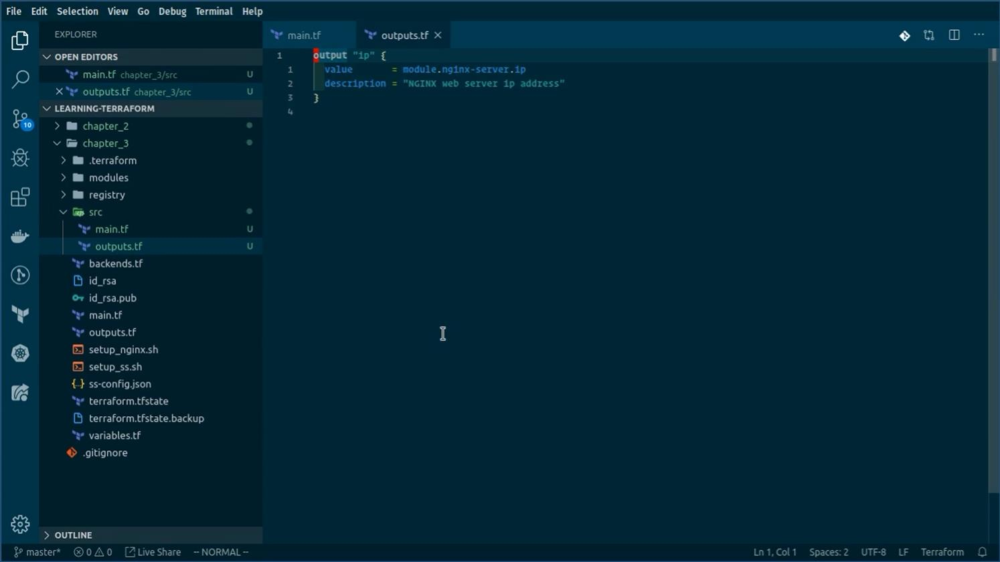 File Edit Selection View Go Debug Terminal Help
EXPLORER
main.tf
outputs.tf
OPEN EDITORS
main.tf chapter_3/src U
outputs.tf chapter_3/src U
LEARNING-TERRAFORM
chapter_2
chapter_3
.terraform
modules
registry
src
main.tf U
outputs.tf U
backends.tf
id_rsa
id_rsa.pub
main.tf
outputs.tf
setup_nginx.sh
setup_ss.sh
ss-config.json
terraform.tfstate
terraform.tfstate.backup
variables.tf
.gitignore
OUTLINE
10
1 output "ip" {
1 value = module.nginx-server.ip
2 description = "NGINX web server ip address"
3 }
4
master* 0 0 Live Share -- NORMAL -- Ln 1, Col 1 Spaces: 2 UTF-8 LF Terraform